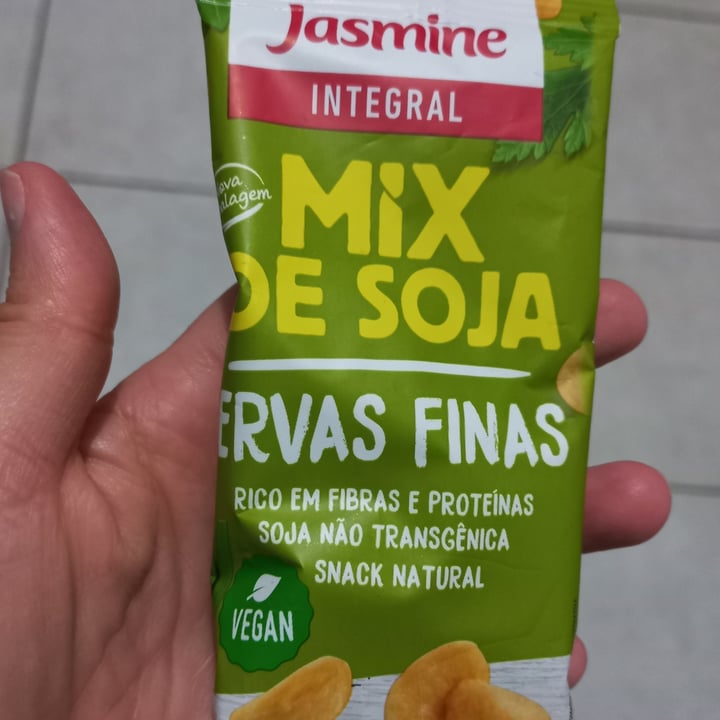 Jasmine
INTEGRAL
MiX
DE SOJA
ERVAS FINAS
RICO EM FIBRAS E PROTEÍNAS
SOJA NÃO TRANSGÊNICA
SNACK NATURAL
VEGAN